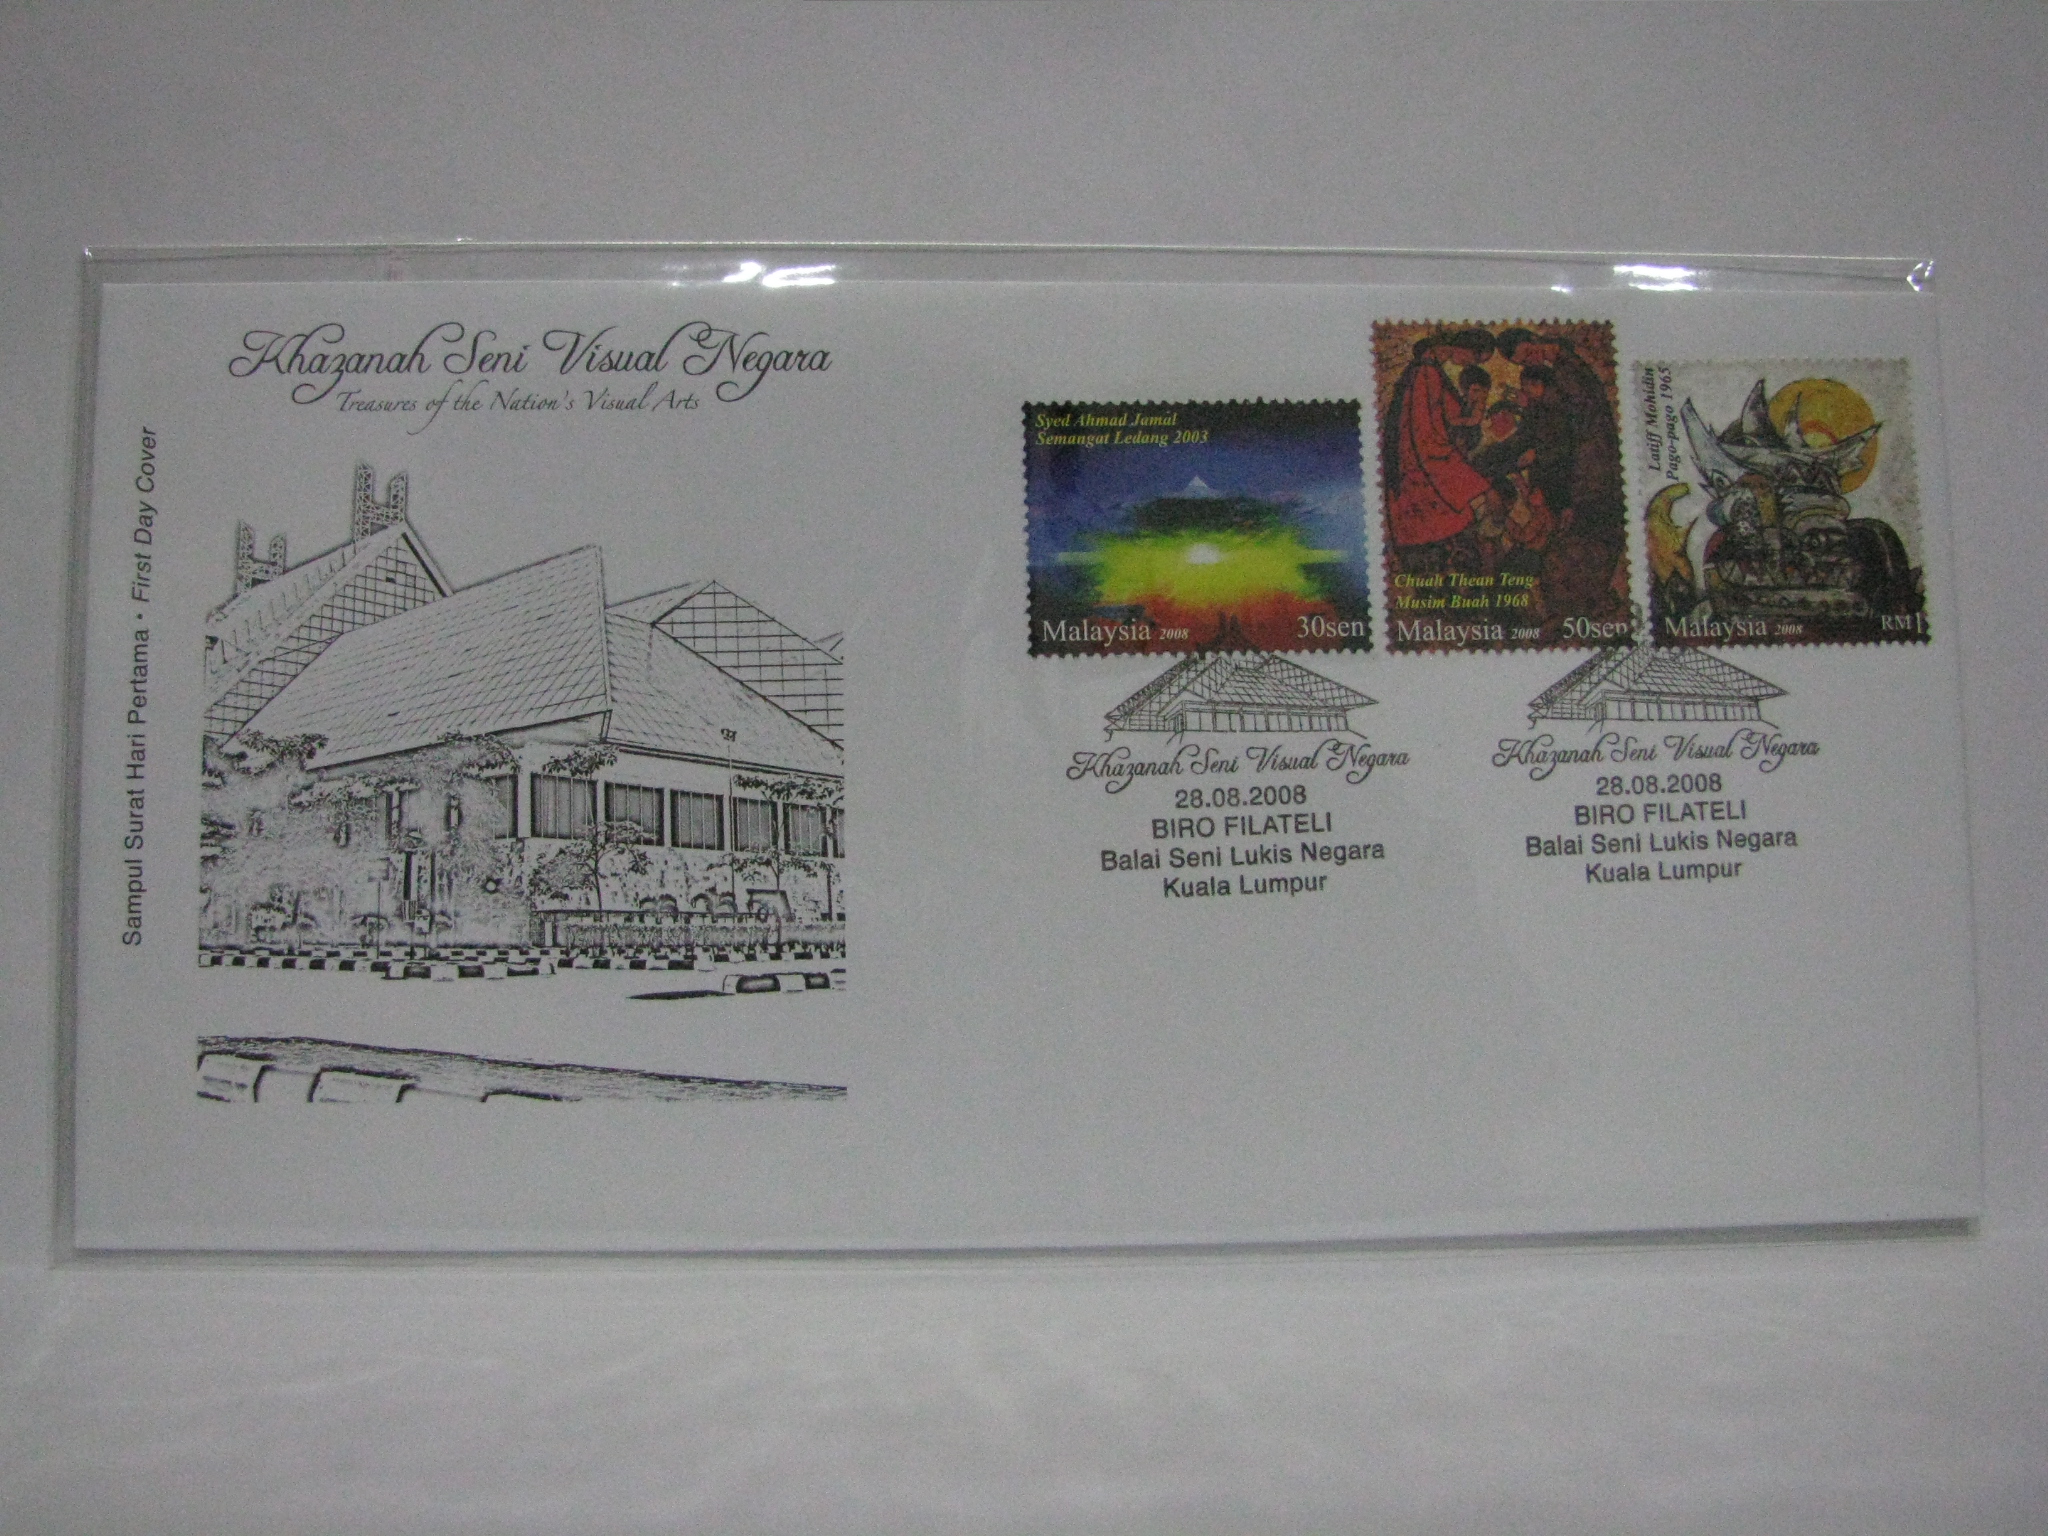 Khazanah Seni Visual Negara
Treasures of the Nation's Visual Arts
Sampul Surat Hari Pertama • First Day Cover
Syed Ahmad Jamal
Semangat Ledang 2003
Malaysia 2008 30sen
Chuah Thean Teng
Musim Buah 1968
Malaysia 2008 50sen
Latiff Mohidin
Pago-pago 1965
Malaysia 2008 RM1
Khazanah Seni Visual Negara
28.08.2008
BIRO FILATELI
Balai Seni Lukis Negara
Kuala Lumpur
Khazanah Seni Visual Negara
28.08.2008
BIRO FILATELI
Balai Seni Lukis Negara
Kuala Lumpur